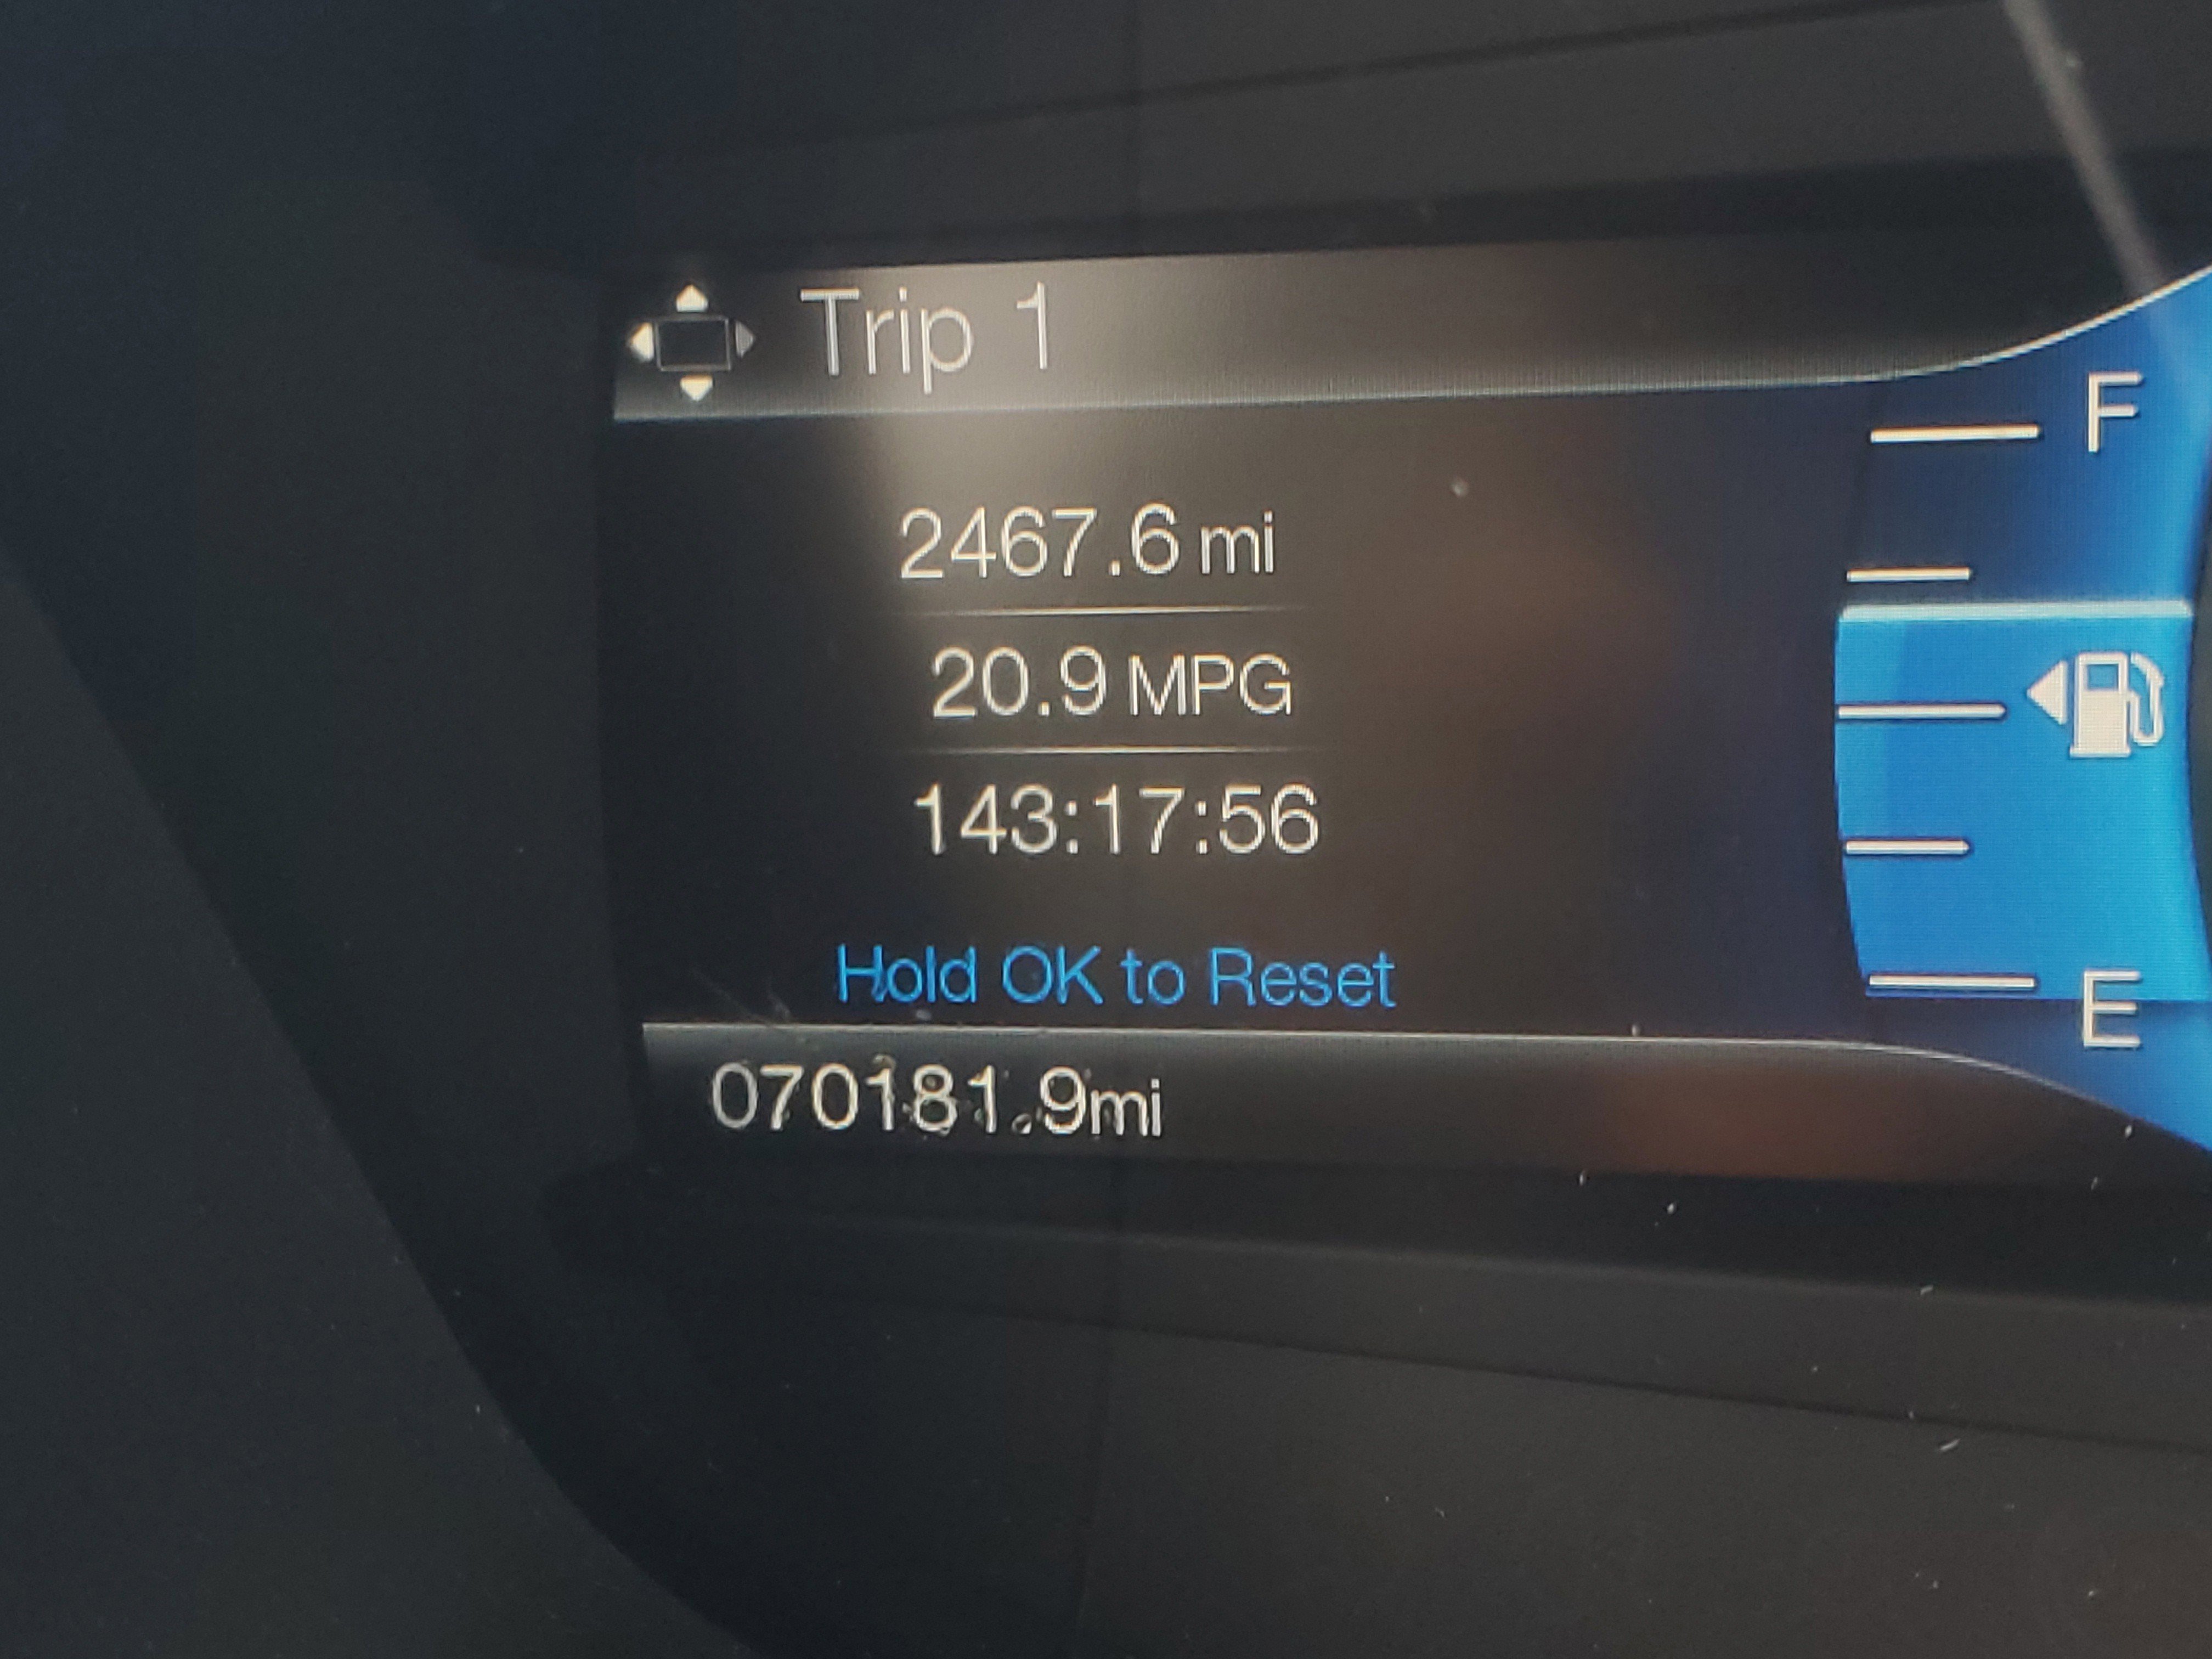 Trip 1
F
2467.6 mi
20.9 MPG
143:17:56
Hold OK to Reset
E
070181.9mi